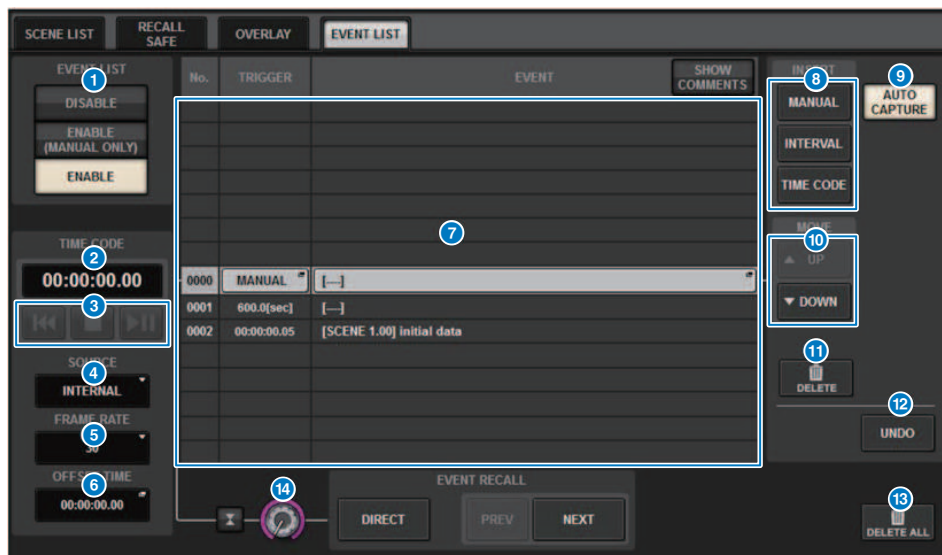 SCENE LIST
RECALL
SAFE
OVERLAY
EVENT LIST
EVENT LIST
1
DISABLE
ENABLE
(MANUAL ONLY)
ENABLE
TIME CODE
2
00:00:00.00
3
SOURCE
4
INTERNAL
FRAME RATE
5
30
OFFSET TIME
6
00:00:00.00
No.
TRIGGER
EVENT
SHOW
COMMENTS
7
0000 MANUAL [---]
0001 600.0[sec] [---]
0002 00:00:00.05 [SCENE 1.00] initial data
14
EVENT RECALL
DIRECT
PREV
NEXT
INSERT
8
MANUAL
INTERVAL
TIME CODE
9
AUTO
CAPTURE
MOVE
10
UP
DOWN
11
DELETE
12
UNDO
13
DELETE ALL